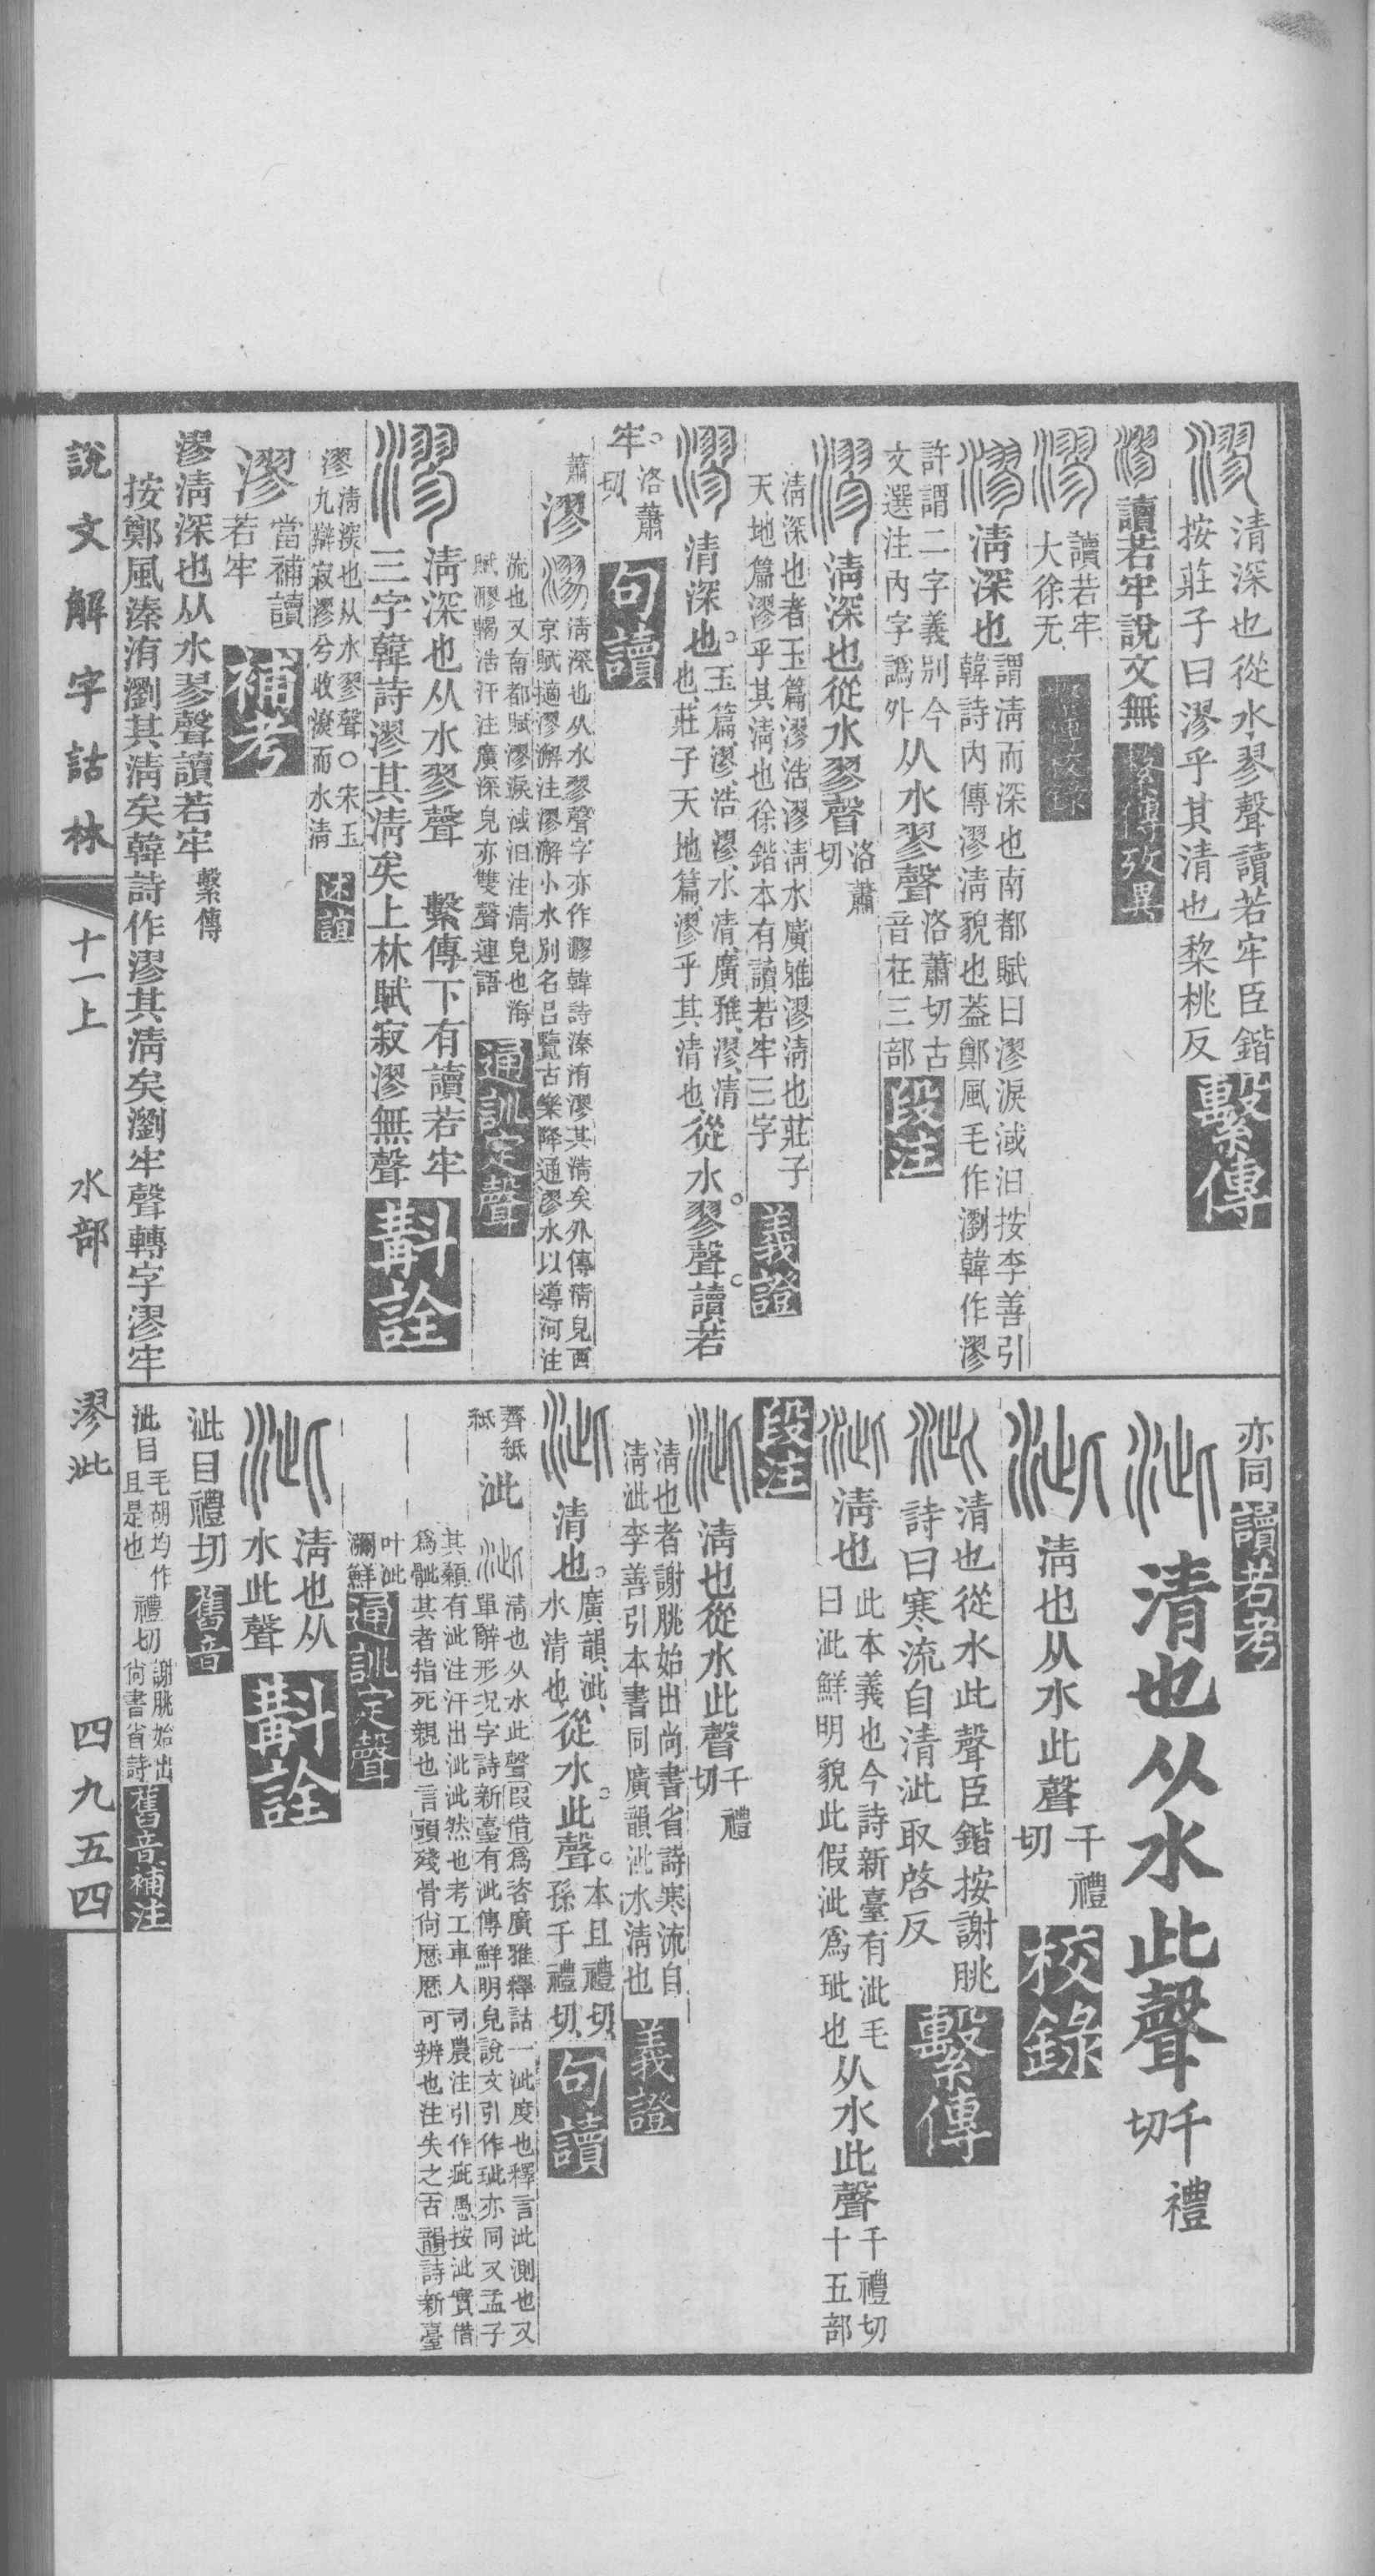 清深也從水翏聲讀若牢臣鍇
按莊子曰漻乎其清也棃桃反
繫傳
漻讀若牢說文無
繫傳攷異
漻讀若牢
大徐无
漻清深也
謂清而深也南都賦曰漻淚淢汩按李善引
韓詩內傳漻清貌也葢鄭風毛作瀏韓作漻
許謂二字義別今
文選注內字譌外
从水翏聲
洛蕭切古
音在三部
段注
漻清深也從水翏聲
洛蕭
切
清深也者玉篇漻浩漻清水廣雅漻清也莊子
天地篇漻乎其清也徐鍇本有讀若牢三字
義證
漻清深也。
玉篇漻浩漻水清廣雅漻清
也莊子天地篇漻乎其清也
從水翏聲。讀若
牢。
洛蕭
切
句讀
蕭
漻
漻清深也从水翏聲字亦作㶒韓詩溱洧漻其清矣外傳清皃西
京賦摘漻澥注漻澥小水別名呂覽古樂降通漻水以導河注
流也又南都賦漻淚淢汩注清皃也海
賦㶒㵧浩汗注廣深皃亦雙聲連語
通訓定聲
漻清深也从水翏聲　繫傳下有讀若牢
三字韓詩漻其清矣上林賦寂漻無聲
斠詮
漻
清深也从水翏聲○宋玉
九辯寂漻兮收潦而水清
述誼
漻
當補讀
若牢
補考
漻清深也从水翏聲讀若牢
繫傳
按鄭風溱洧瀏其清矣韓詩作漻其清矣瀏牢聲轉字漻牢
亦同
讀若考
泚清也从水此聲
千禮
切
泚清也从水此聲
千禮
切
校錄
泚
清也從水此聲臣鍇按謝朓
詩曰寒流自清泚取啓反
繫傳
泚清也
此本義也今詩新臺有泚毛
曰泚鮮明貌此假泚爲玼也
从水此聲
千禮切
十五部
段注
泚清也從水此聲
千禮
切
清也者謝朓始出尚書省詩寒流自
清泚李善引本書同廣韻泚水清也
義證
泚清也。
廣韻泚
水清也
從水。此聲。
本且禮切
孫千禮切
句讀
薺紙
紙
泚
泚清也从水此聲叚借爲咨廣雅釋詁一泚度也釋言泚測也又
單辭形況字詩新臺有泚傳鮮明皃說文引作玼亦同又孟子
其顙有泚注汗出泚泚然也考工車人司農注引作疵愚按泚實借
爲骴其者指死親也言頭殘骨尙歷歷可辨也注失之古韻詩新臺
叶泚
瀰鮮
通訓定聲
泚
清也从
水此聲
斠詮
泚目禮切
舊音
泚目
毛胡均作
且是也
禮切
謝朓始出
尙書省詩
舊音補注
說文解字詁林
十一上
水部
漻泚
四九五四